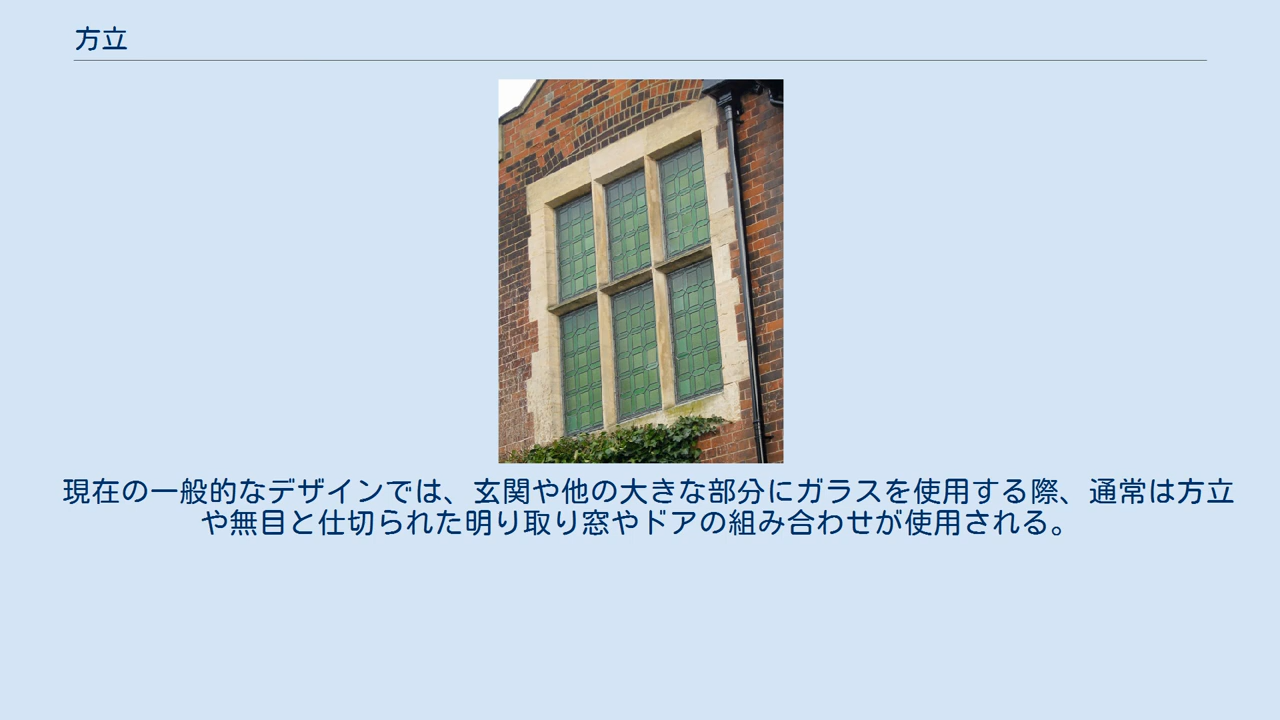 方立
現在の一般的なデザインでは、玄関や他の大きな部分にガラスを使用する際、通常は方立
や無目と仕切られた明り取り窓やドアの組み合わせが使用される。